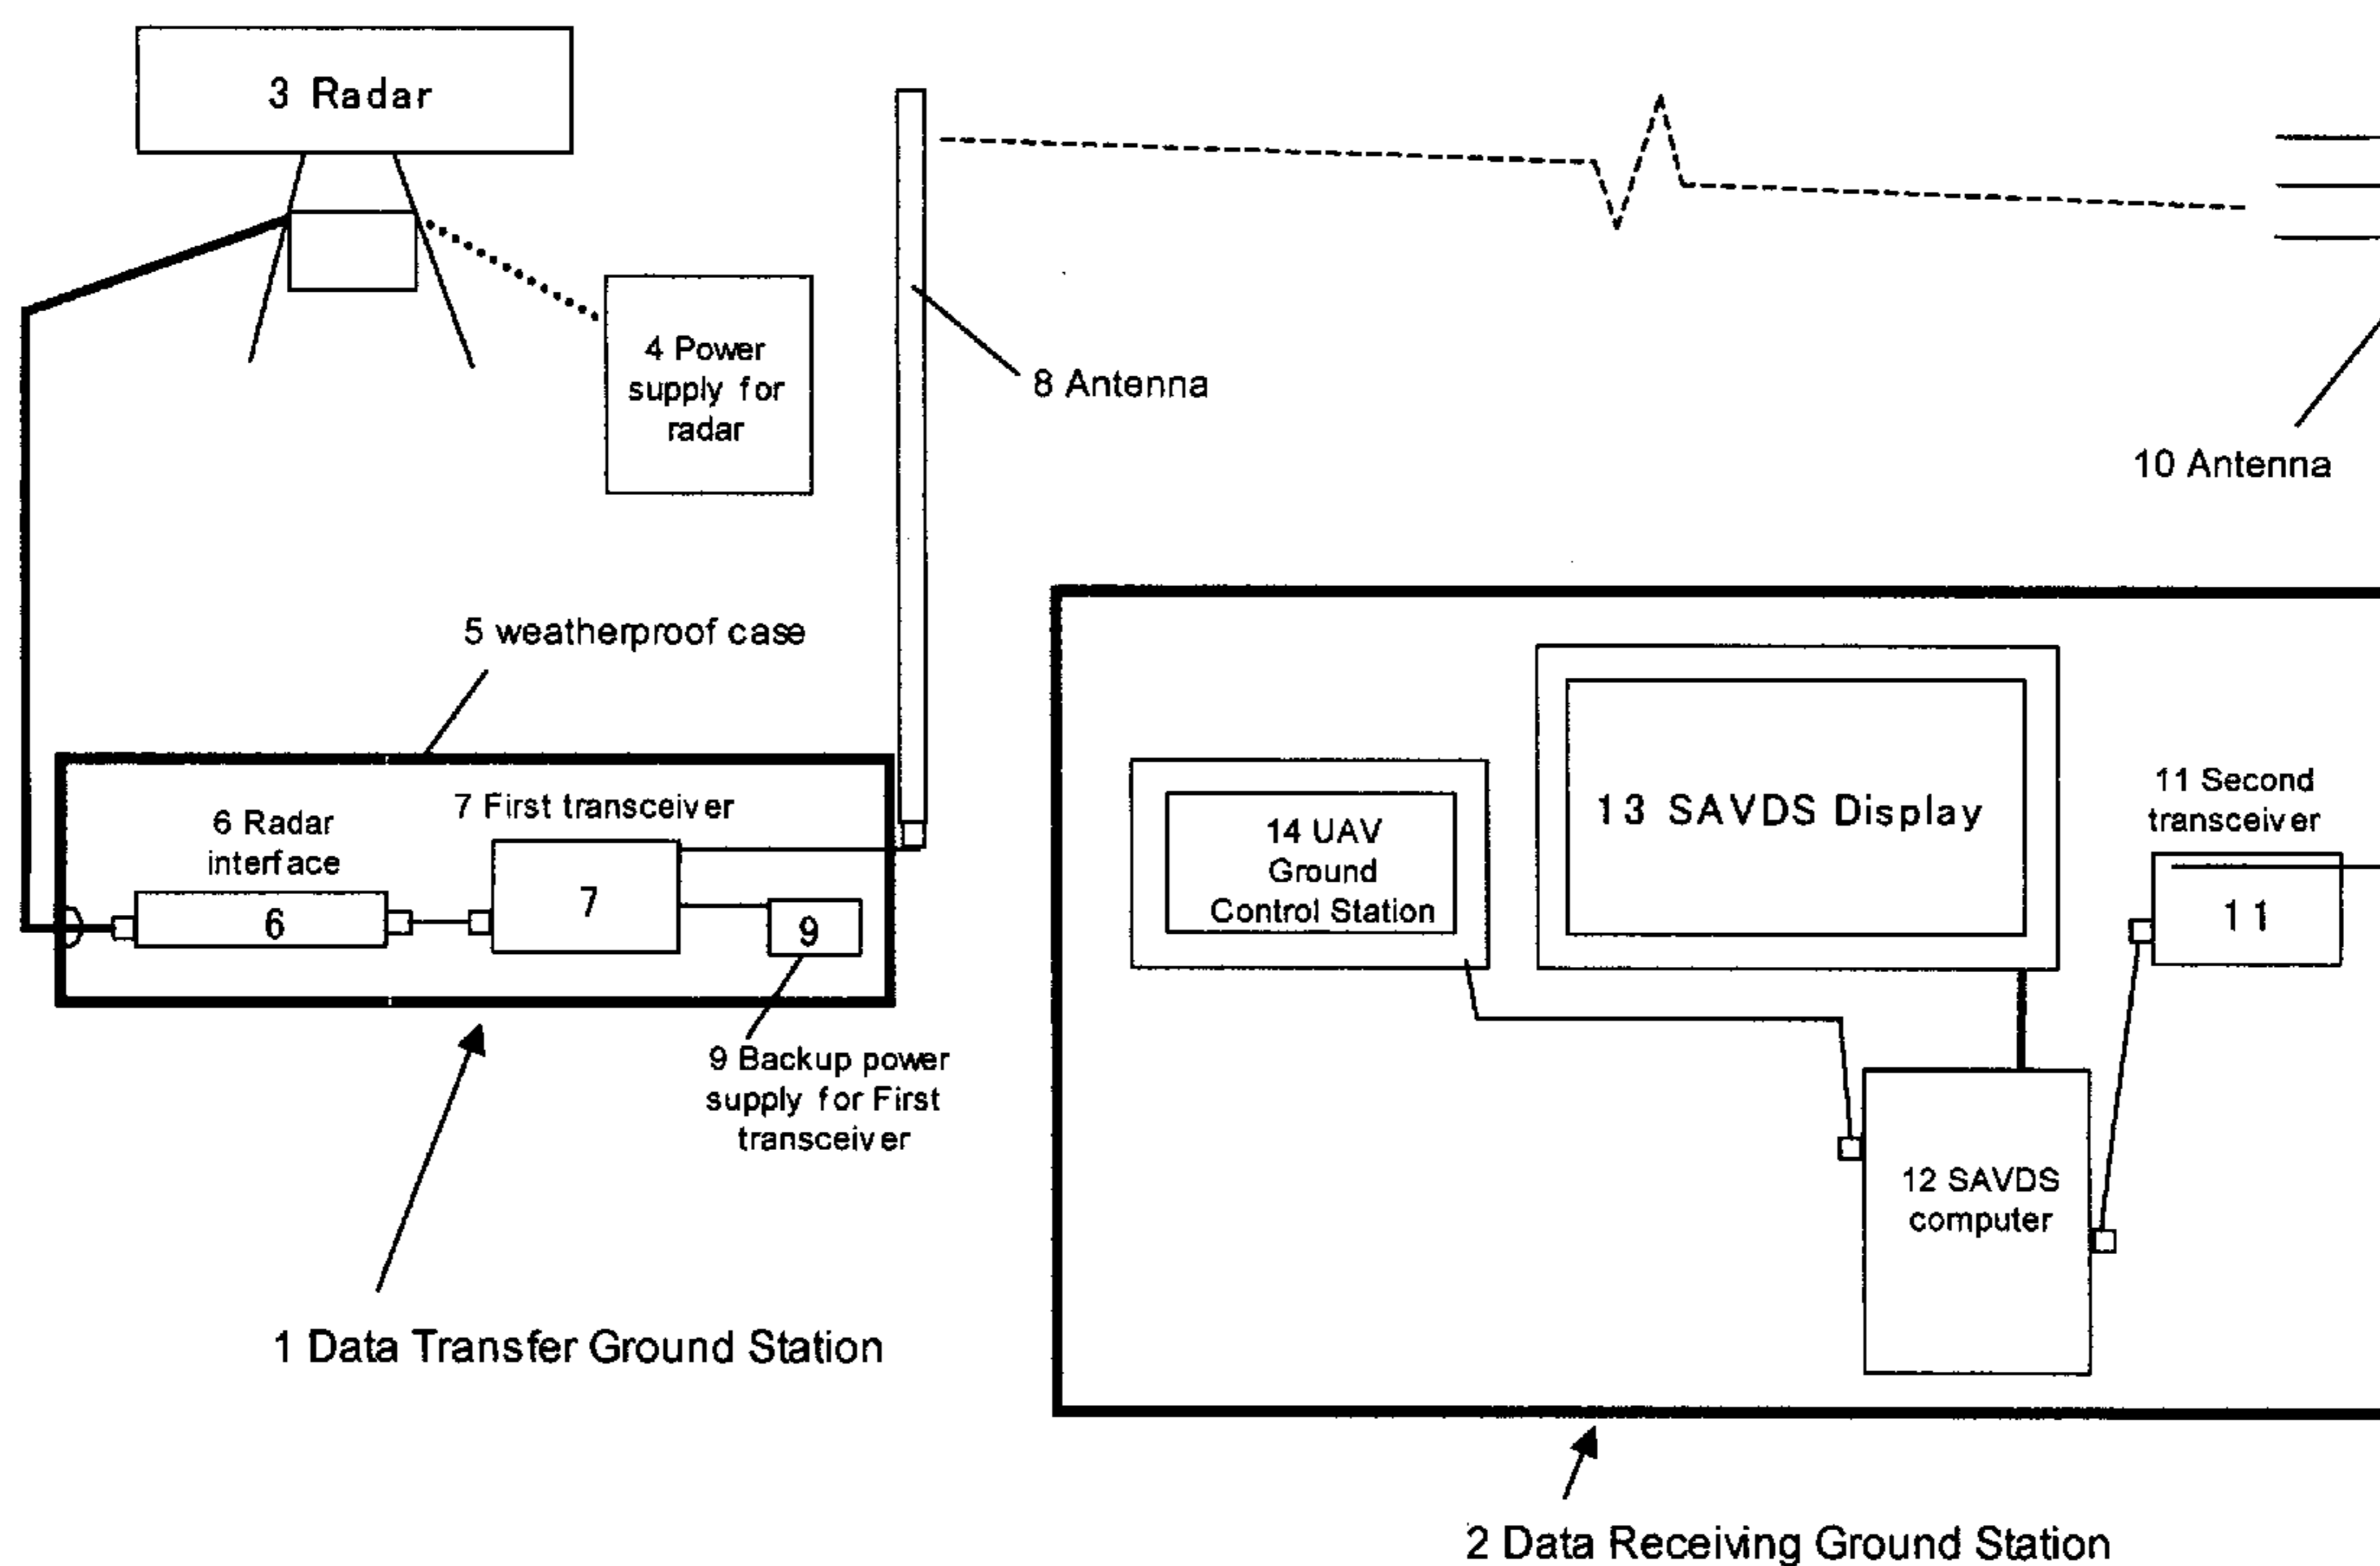 3 Radar
4 Power
supply for
radar
8 Antenna
10 Antenna
5 weatherproof case
6 Radar
interface
7 First transceiver
6
7
9
9 Backup power
supply for First
transceiver
1 Data Transfer Ground Station
14 UAV
Ground
Control Station
13 SAVDS Display
11 Second
transceiver
11
12 SAVDS
computer
2 Data Receiving Ground Station